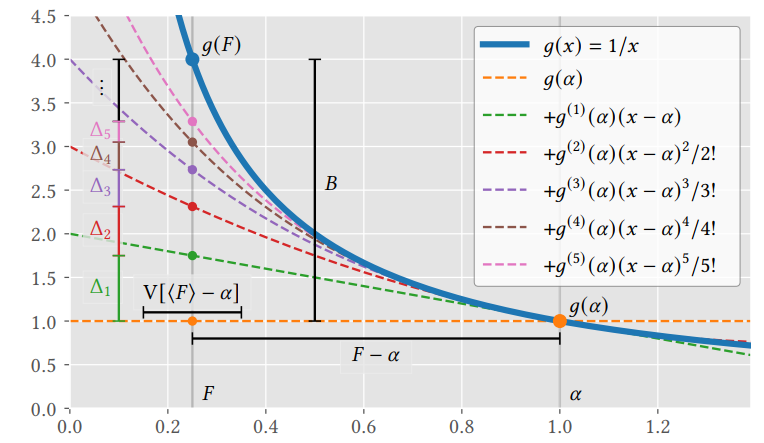 4.5
4.0
3.5
3.0
2.5
2.0
1.5
1.0
0.5
0.0
0.0
0.2
0.4
0.6
0.8
1.0
1.2
g(F)
⋮
Δ₅
Δ₄
Δ₃
Δ₂
Δ₁
B
V[⟨F⟩ − α]
F − α
g(α)
F
α
g(x) = 1/x
g(α)
+g⁽¹⁾(α)(x − α)
+g⁽²⁾(α)(x − α)²/2!
+g⁽³⁾(α)(x − α)³/3!
+g⁽⁴⁾(α)(x − α)⁴/4!
+g⁽⁵⁾(α)(x − α)⁵/5!